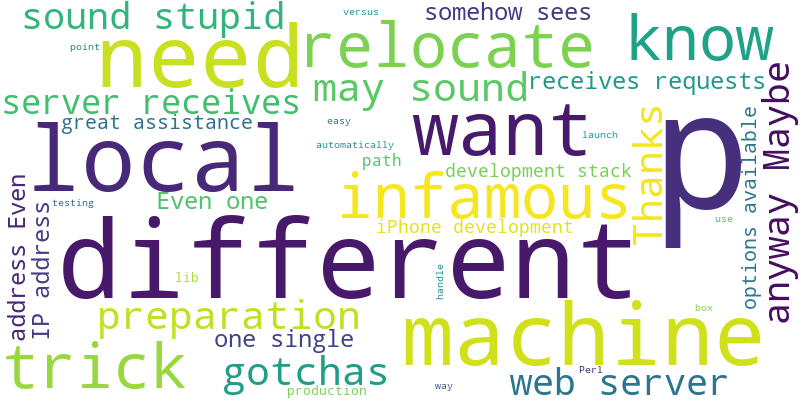 sound stupid
versus
somehow sees
point
need
relocate
know
may sound
receives requests
server receives
great assistance
easy
want
p
launch
anyway Maybe
local
automatically
path
development stack
Thanks
options available
Even one
infamous
address Even
testing
IP address
different
iPhone development
use
lib
handle
preparation
machine
box
one single
trick
gotchas
production
way
Perl
web server